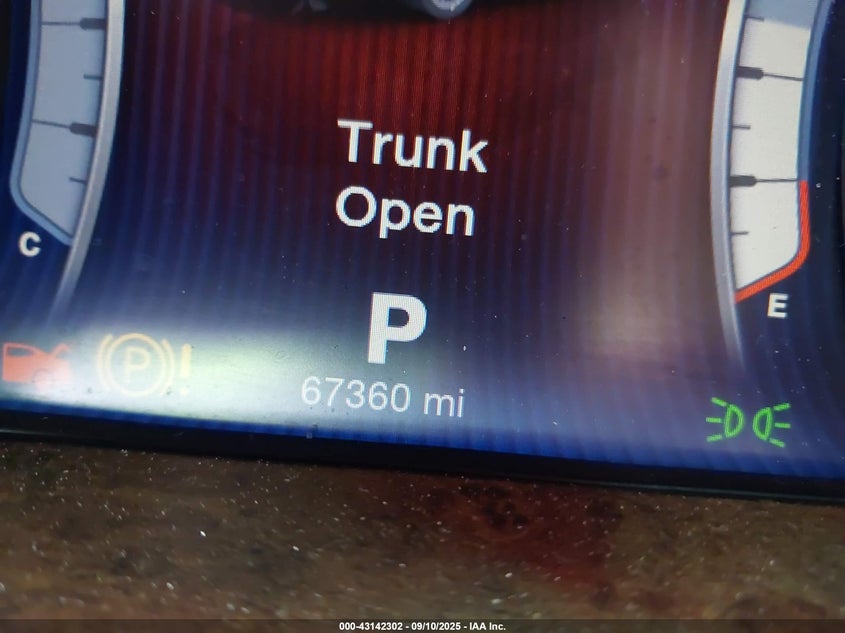 Trunk
Open
C
E
P
P
67360 mi
000-43142302 - 09/10/2025 - IAA Inc.